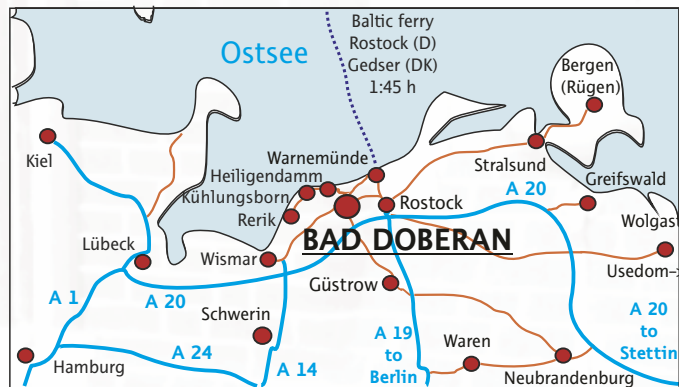 Baltic ferry
Rostock (D)
Gedser (DK)
1:45 h
Ostsee
Bergen
(Rügen)
Kiel
Warnemünde
Stralsund
Heiligendamm
Kühlungsborn
Greifswald
A 20
Rerik
Rostock
Wolgast
BAD DOBERAN
Lübeck
Wismar
Usedom
A 1
A 20
Güstrow
A 20
to
Stettin
Schwerin
A 19
to
Berlin
Waren
A 24
A 14
Hamburg
Neubrandenburg